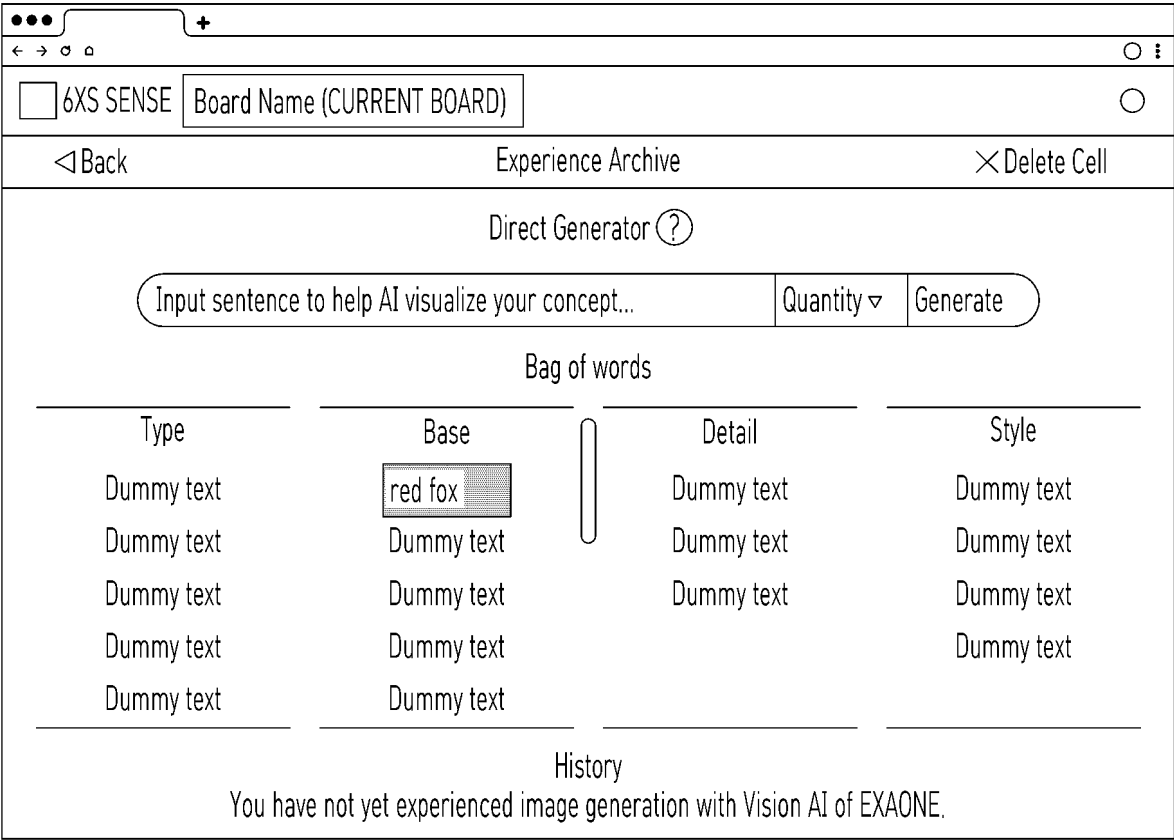 6XS SENSE Board Name (CURRENT BOARD)
Back Experience Archive Delete Cell
Direct Generator ?
Input sentence to help AI visualize your concept... Quantity Generate
Bag of words
Type Base Detail Style
Dummy text red fox Dummy text Dummy text
Dummy text Dummy text Dummy text Dummy text
Dummy text Dummy text Dummy text Dummy text
Dummy text Dummy text Dummy text
Dummy text Dummy text
History
You have not yet experienced image generation with Vision AI of EXAONE.